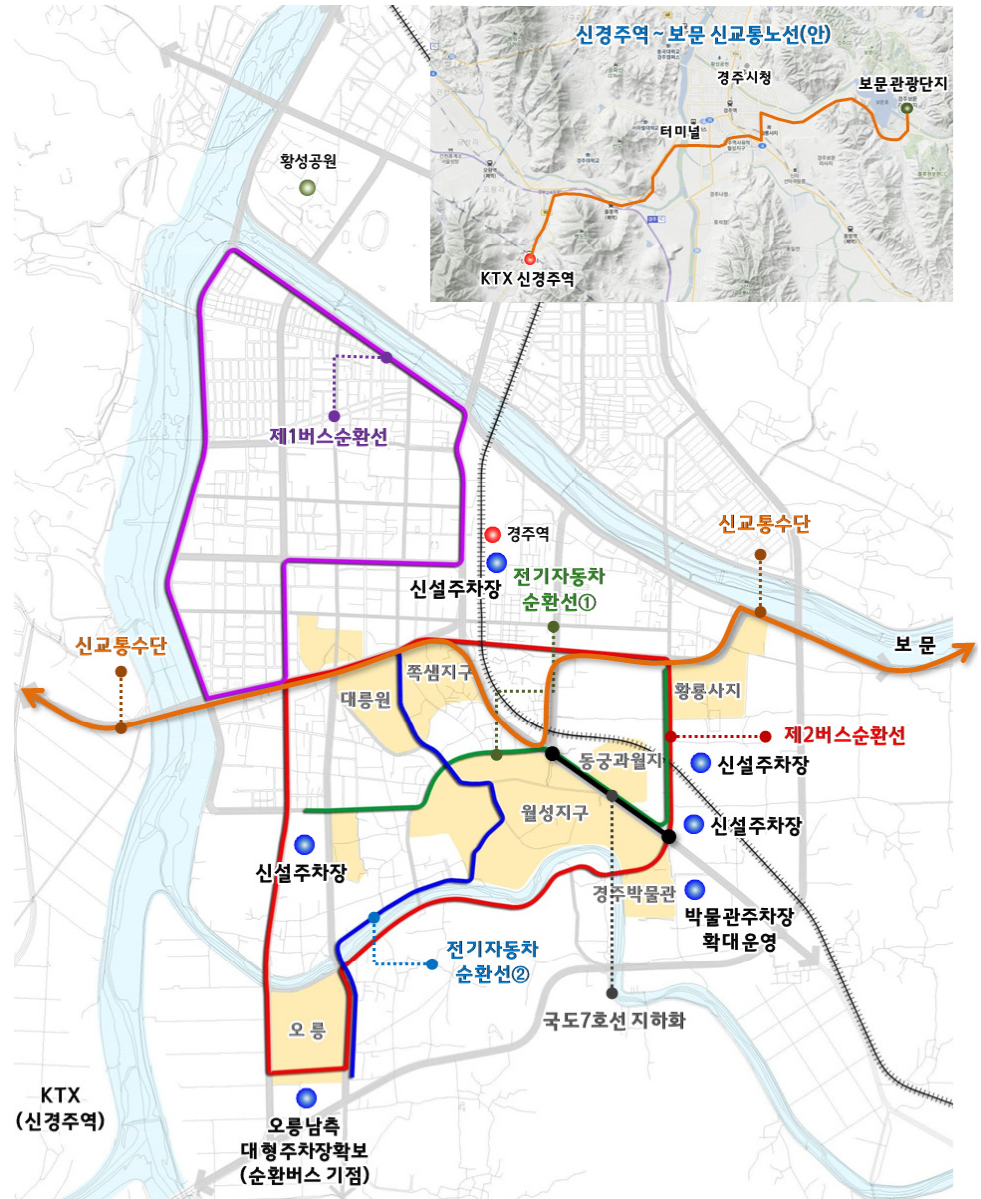 신경주역 ~ 보문 신교통노선(안)
경주시청
보문관광단지
터미널
KTX 신경주역
황성공원
제1버스순환선
경주역
신설주차장
전기자동차
순환선①
신교통수단
보 문
신교통수단
쪽샘지구
대릉원
황룡사지
제2버스순환선
동궁과월지
신설주차장
월성지구
신설주차장
신설주차장
경주박물관
박물관주차장
확대운영
전기자동차
순환선②
오 릉
국도7호선 지하화
KTX
(신경주역)
오릉남측
대형주차장확보
(순환버스 기점)